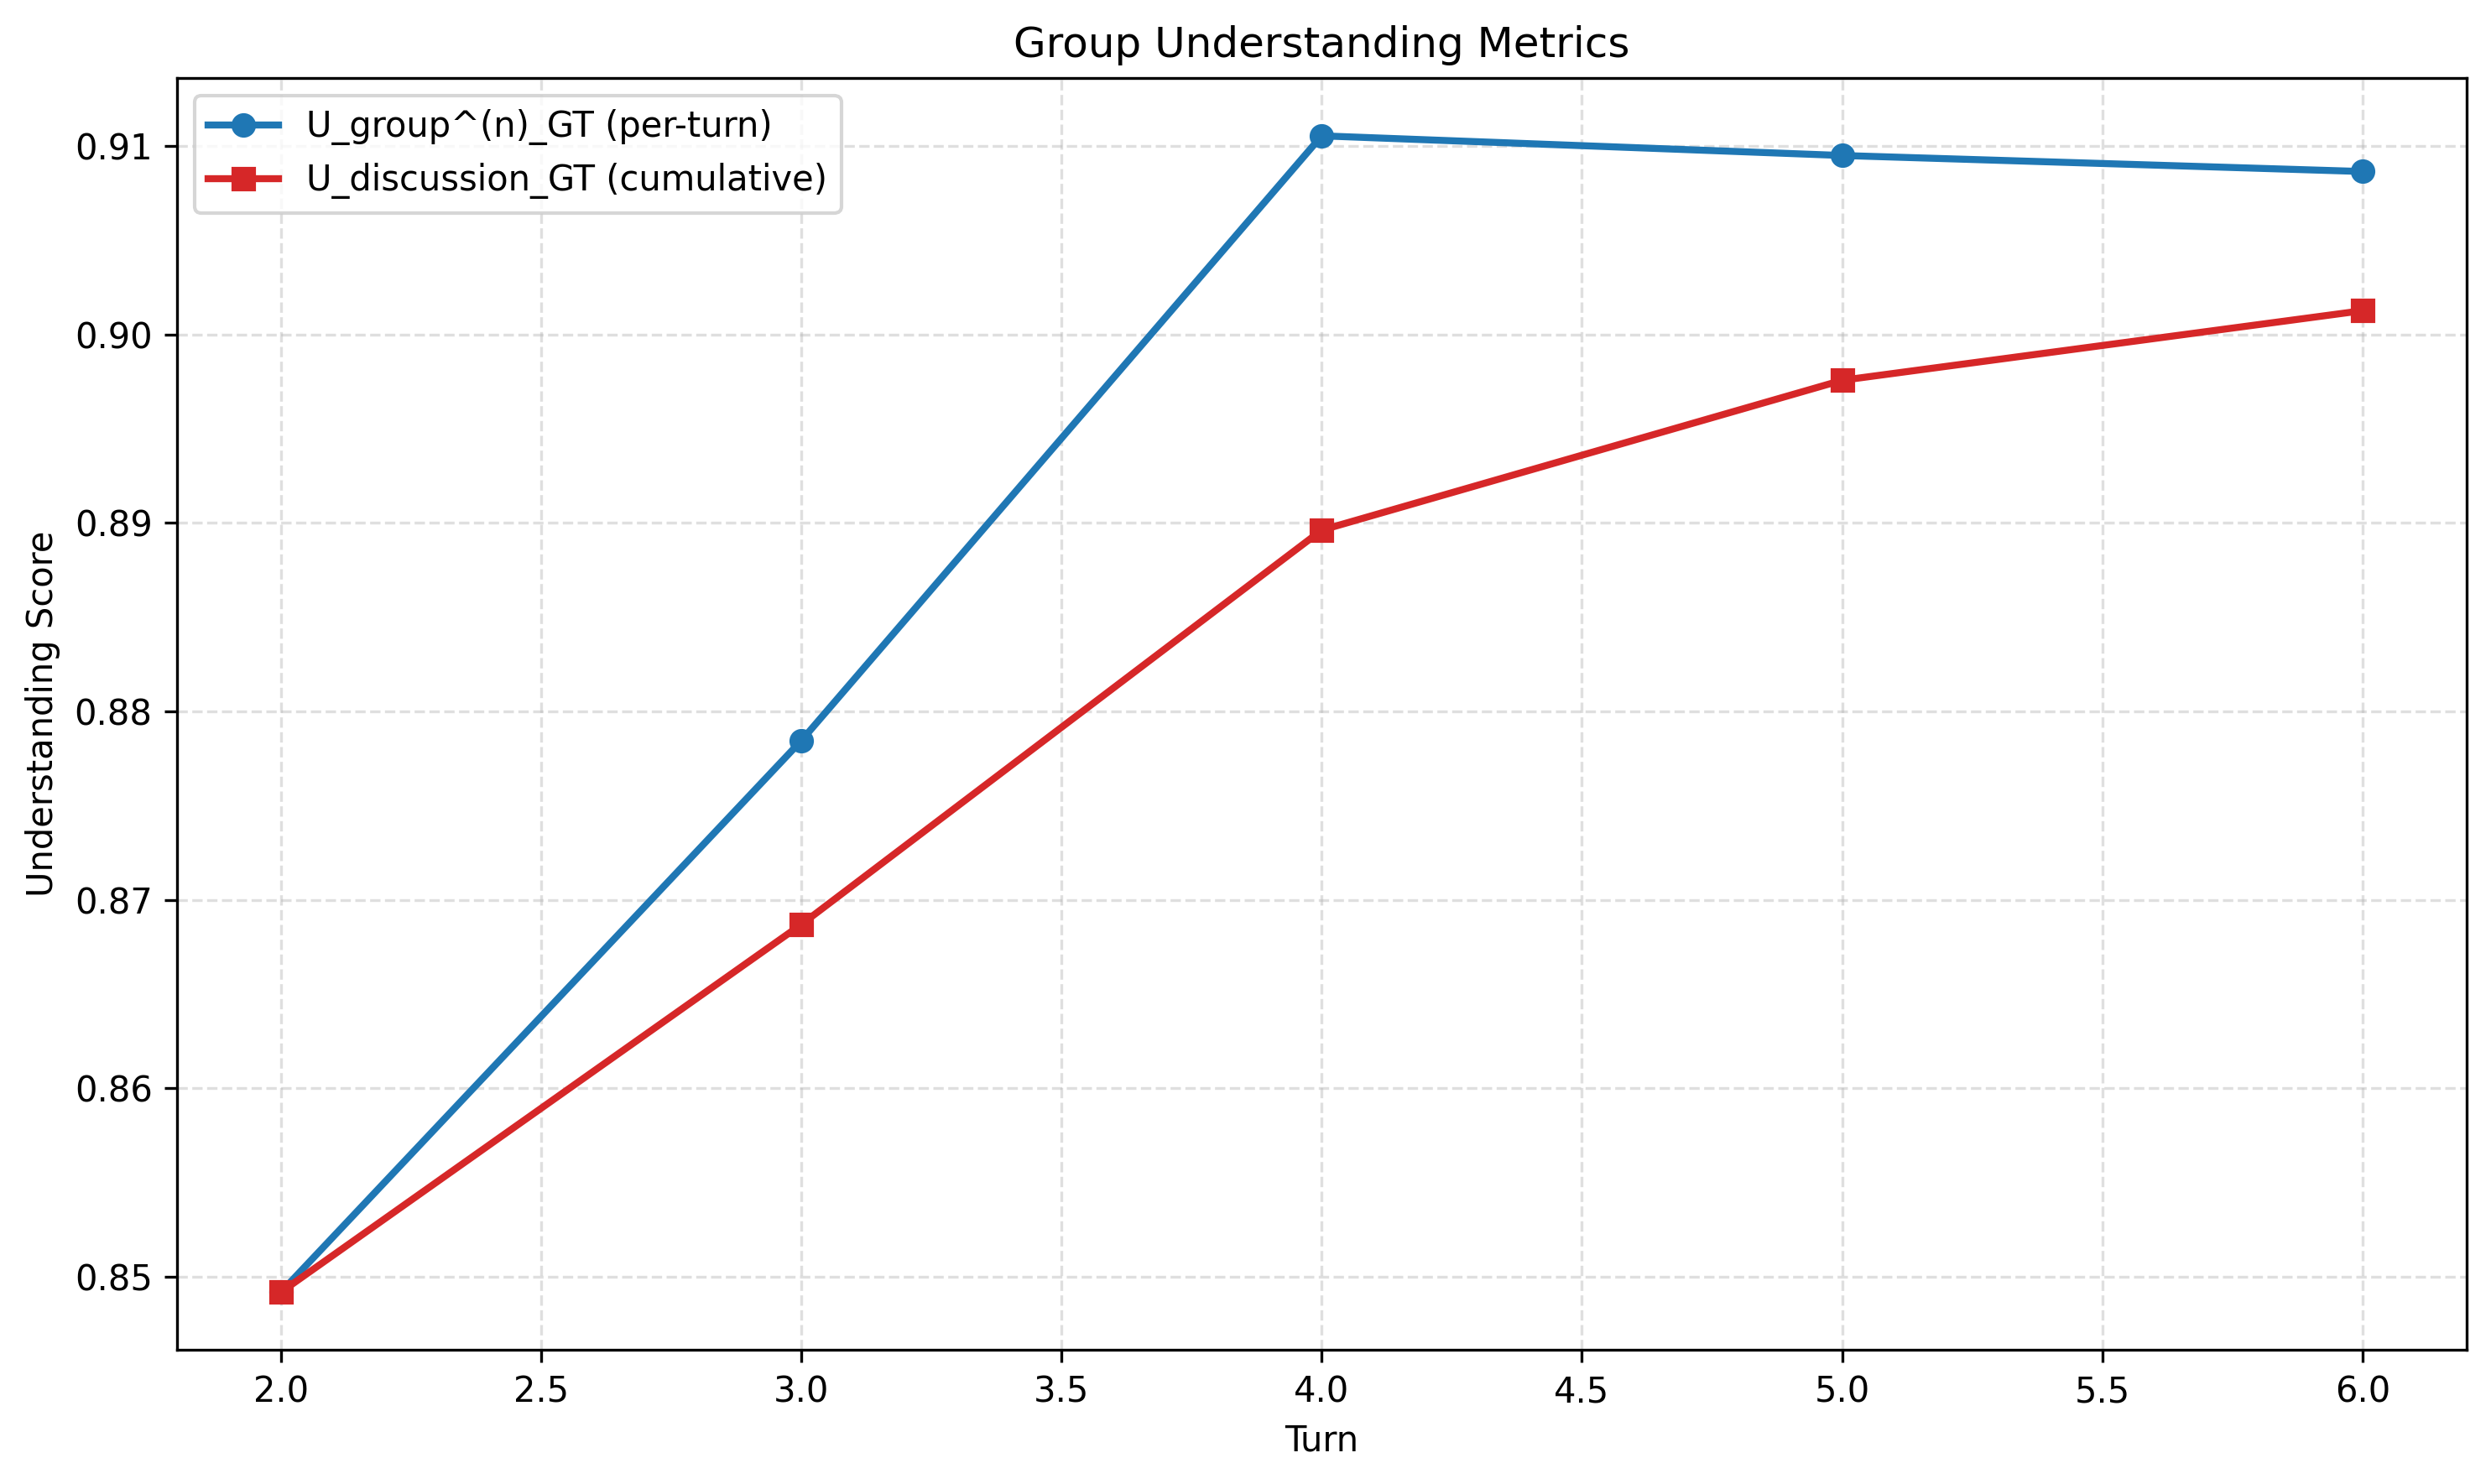 Group Understanding Metrics
U_group^(n)_GT (per-turn)
U_discussion_GT (cumulative)
Understanding Score
0.91
0.90
0.89
0.88
0.87
0.86
0.85
2.0 2.5 3.0 3.5 4.0 4.5 5.0 5.5 6.0
Turn